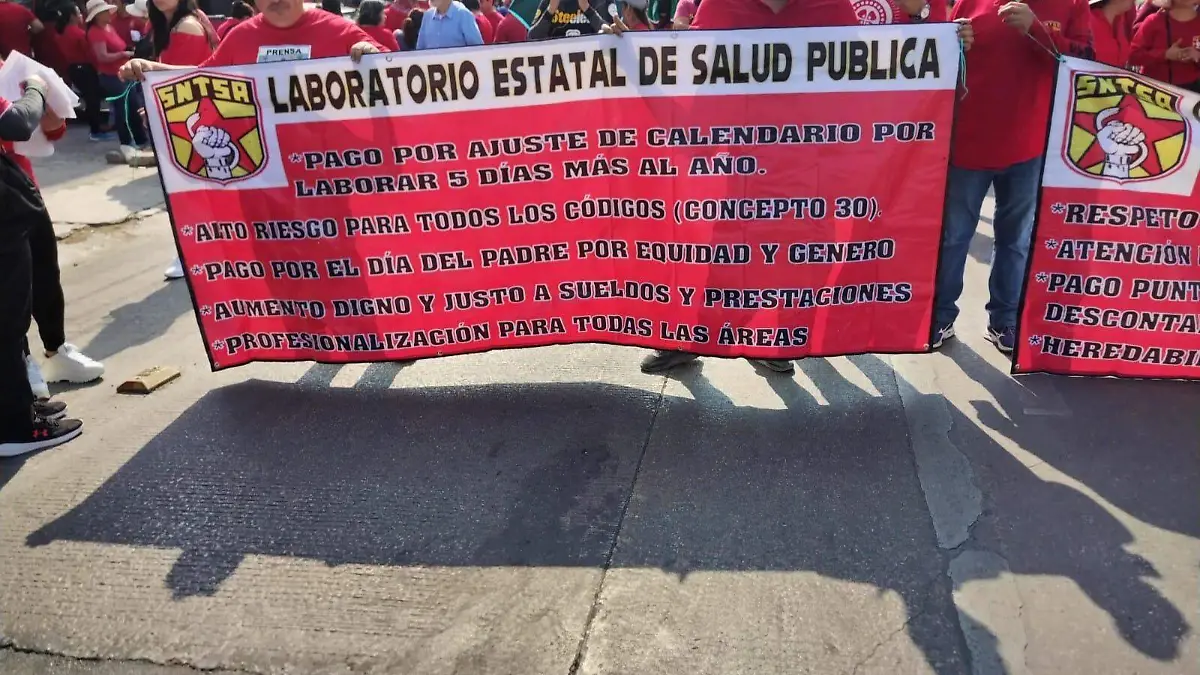 Steelers
PRENSA
SNTSA
LABORATORIO ESTATAL DE SALUD PUBLICA
*PAGO POR AJUSTE DE CALENDARIO POR
LABORAR 5 DÍAS MÁS AL AÑO.
*ALTO RIESGO PARA TODOS LOS CÓDIGOS (CONCEPTO 30).
*PAGO POR EL DÍA DEL PADRE POR EQUIDAD Y GENERO
*AUMENTO DIGNO Y JUSTO A SUELDOS Y PRESTACIONES
*PROFESIONALIZACIÓN PARA TODAS LAS ÁREAS
SNTSA
*RESPETO
*ATENCIÓN
*PAGO PUNT
DESCONTA
*HEREDABI